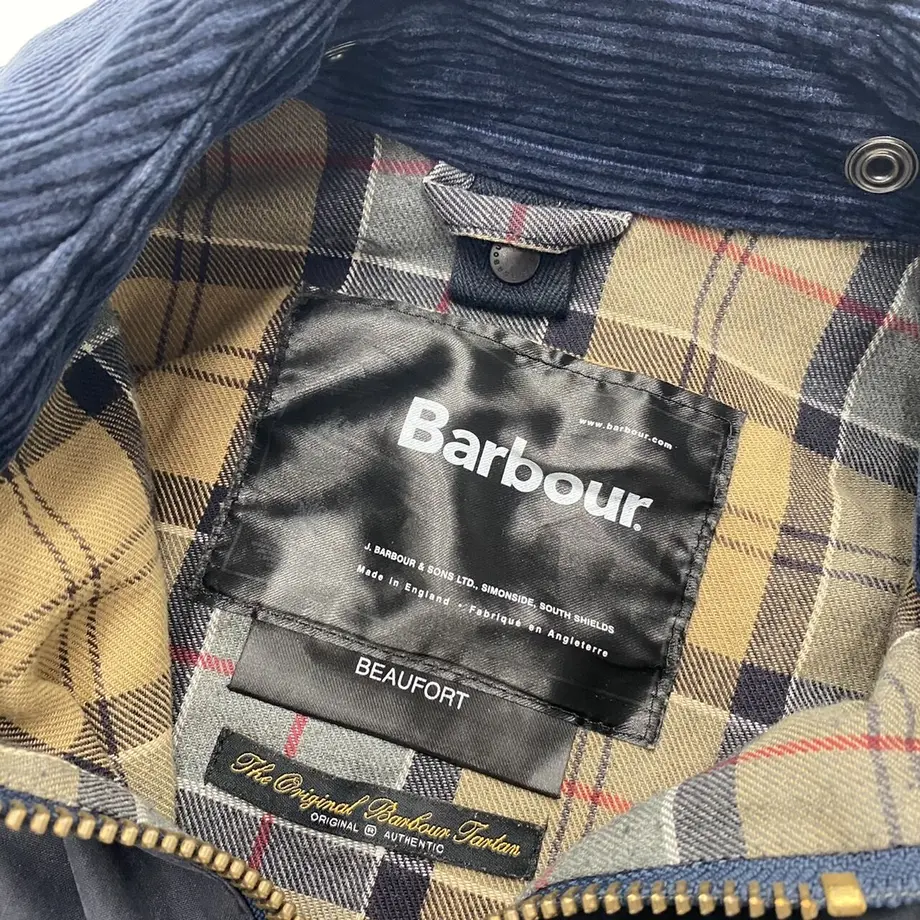 www.barbour.com
Barbour.
J. BARBOUR & SONS LTD., SIMONSIDE, SOUTH SHIELDS
Made in England • Fabriqué en Angleterre
BEAUFORT
The Original Barbour Tartan
ORIGINAL ® AUTHENTIC